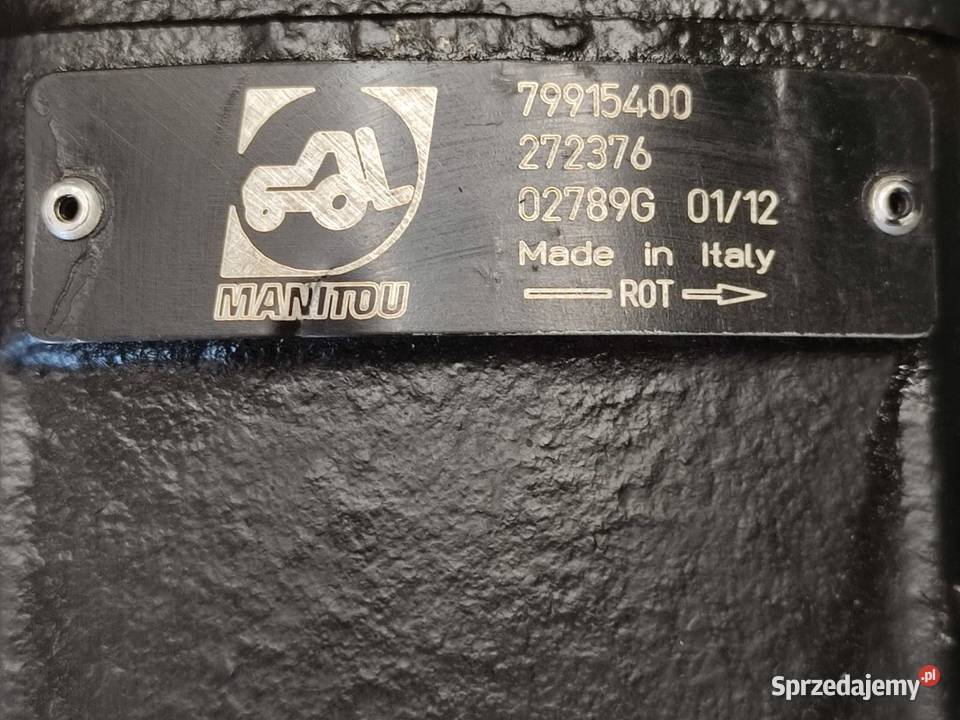 79915400
272376
02789G 01/12
Made in Italy
ROT
MANITOU
Sprzedajemy.pl